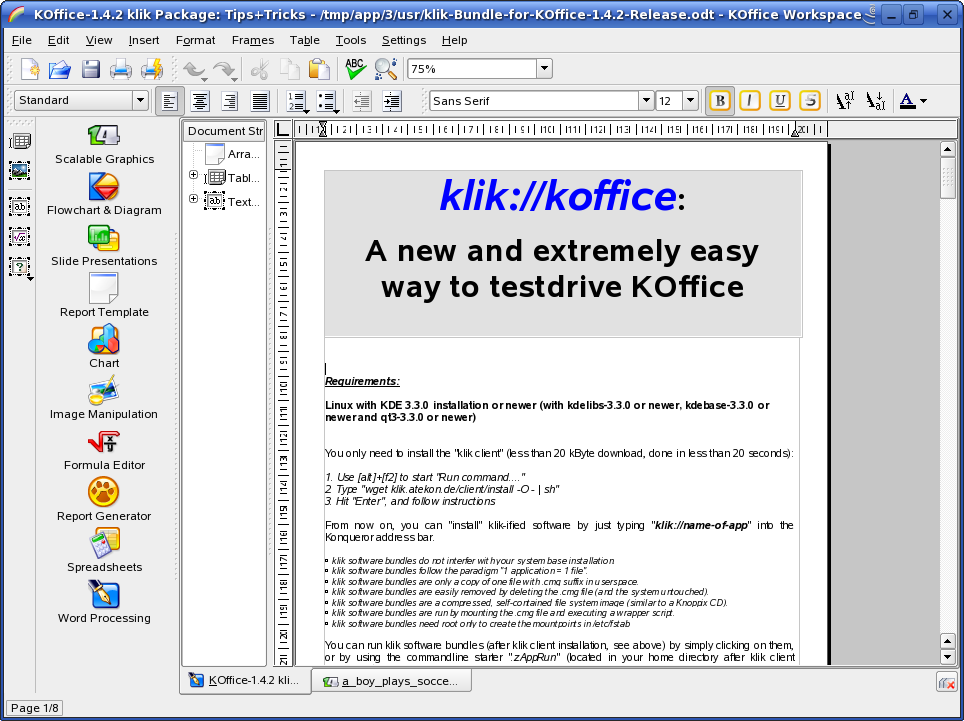 KOffice-1.4.2 klik Package: Tips+Tricks - /tmp/app/3/usr/klik-Bundle-for-KOffice-1.4.2-Release.odt - KOffice Workspace
File Edit View Insert Format Frames Table Tools Settings Help
ABC 75%
Standard Sans Serif 12 B I U S A
Scalable Graphics
Flowchart & Diagram
Slide Presentations
Report Template
Chart
Image Manipulation
Formula Editor
Report Generator
Spreadsheets
Word Processing
Document Str
Arra...
Tabl...
Text...
klik://koffice:
A new and extremely easy
way to testdrive KOffice
Requirements:
Linux with KDE 3.3.0 installation or newer (with kdelibs-3.3.0 or newer, kdebase-3.3.0 or
newer and qt3-3.3.0 or newer)
You only need to install the "klik client" (less than 20 kByte download, done in less than 20 seconds):
1. Use [alt]+[f2] to start "Run command...."
2 Type "wget klik.atekon.de/client/install -O - | sh"
3. Hit "Enter", and follow instructions
From now on, you can "install" klik-ified software by just typing "klik://name-of-app" into the
Konqueror address bar.
klik software bundles do not interfer with your system base installation
klik software bundles follow the paradigm "1 application = 1 file".
klik software bundles are only a copy of one file with .cmg suffix in userspace.
klik software bundles are easily removed by deleting the .cmg file (and the system untouched).
klik software bundles are a compressed, self-contained file system image (similar to a Knoppix CD).
klik software bundles are run by mounting the .cmg file and executing a wrapper script.
klik software bundles need root only to create the mountpoints in /etc/fstab
You can run klik software bundles (after klik client installation, see above) by simply clicking on them,
or by using the commandline starter ".zAppRun" (located in your home directory after klik client
KOffice-1.4.2 kli...
a_boy_plays_socce...
Page 1/8